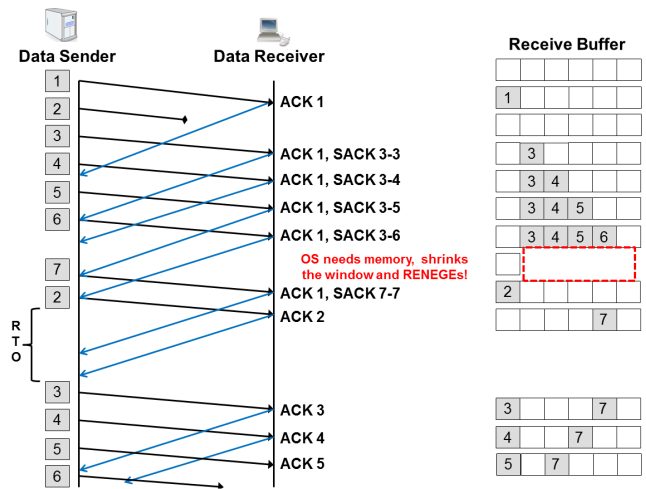 Data Sender
Data Receiver
Receive Buffer
1
ACK 1
1
2
3
ACK 1, SACK 3-3
3
4
ACK 1, SACK 3-4
3 4
5
ACK 1, SACK 3-5
3 4 5
6
ACK 1, SACK 3-6
3 4 5 6
OS needs memory, shrinks
the window and RENEGEs!
7
ACK 1, SACK 7-7
2
2
ACK 2
7
R
T
O
3
ACK 3
3 7
4
ACK 4
4 7
5
ACK 5
5 7
6